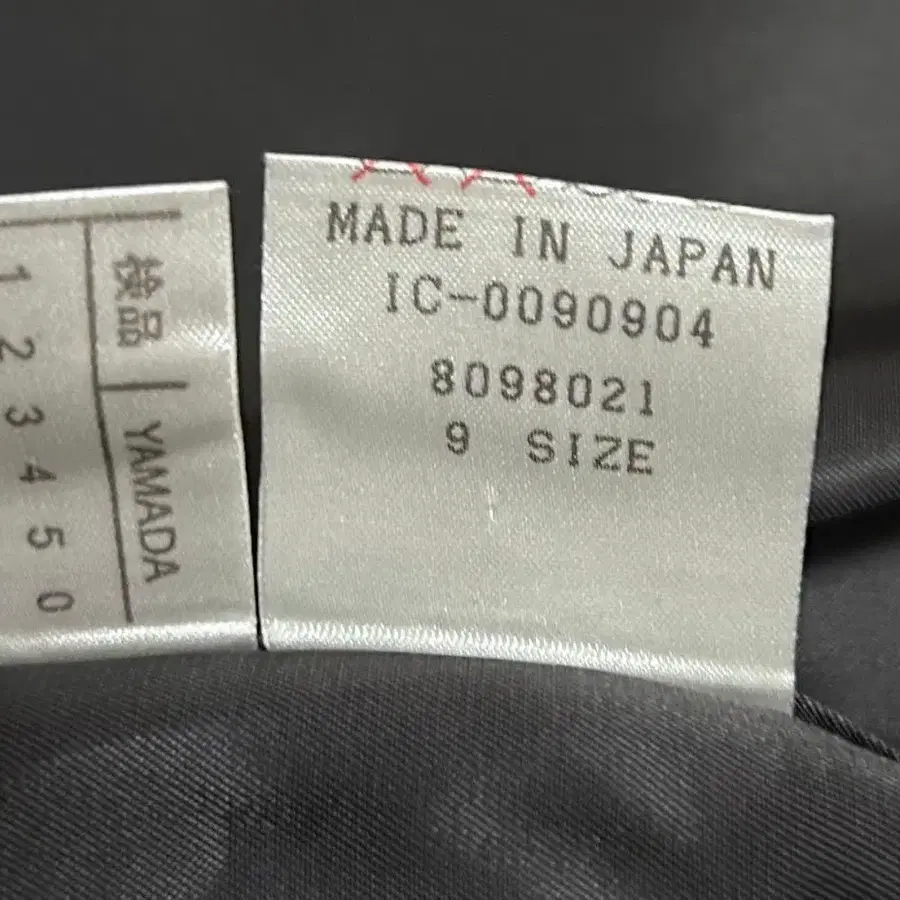 検品
YAMADA
1 2 3 4 5 0
MADE IN JAPAN
IC-0090904
8098021
9 SIZE